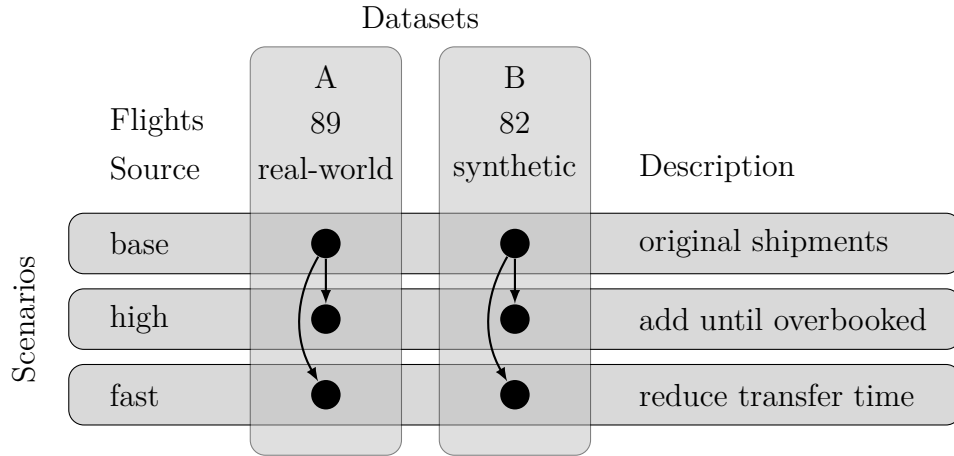 Datasets
A B
Flights 89 82
Source real-world synthetic Description
base original shipments
high add until overbooked
fast reduce transfer time
Scenarios